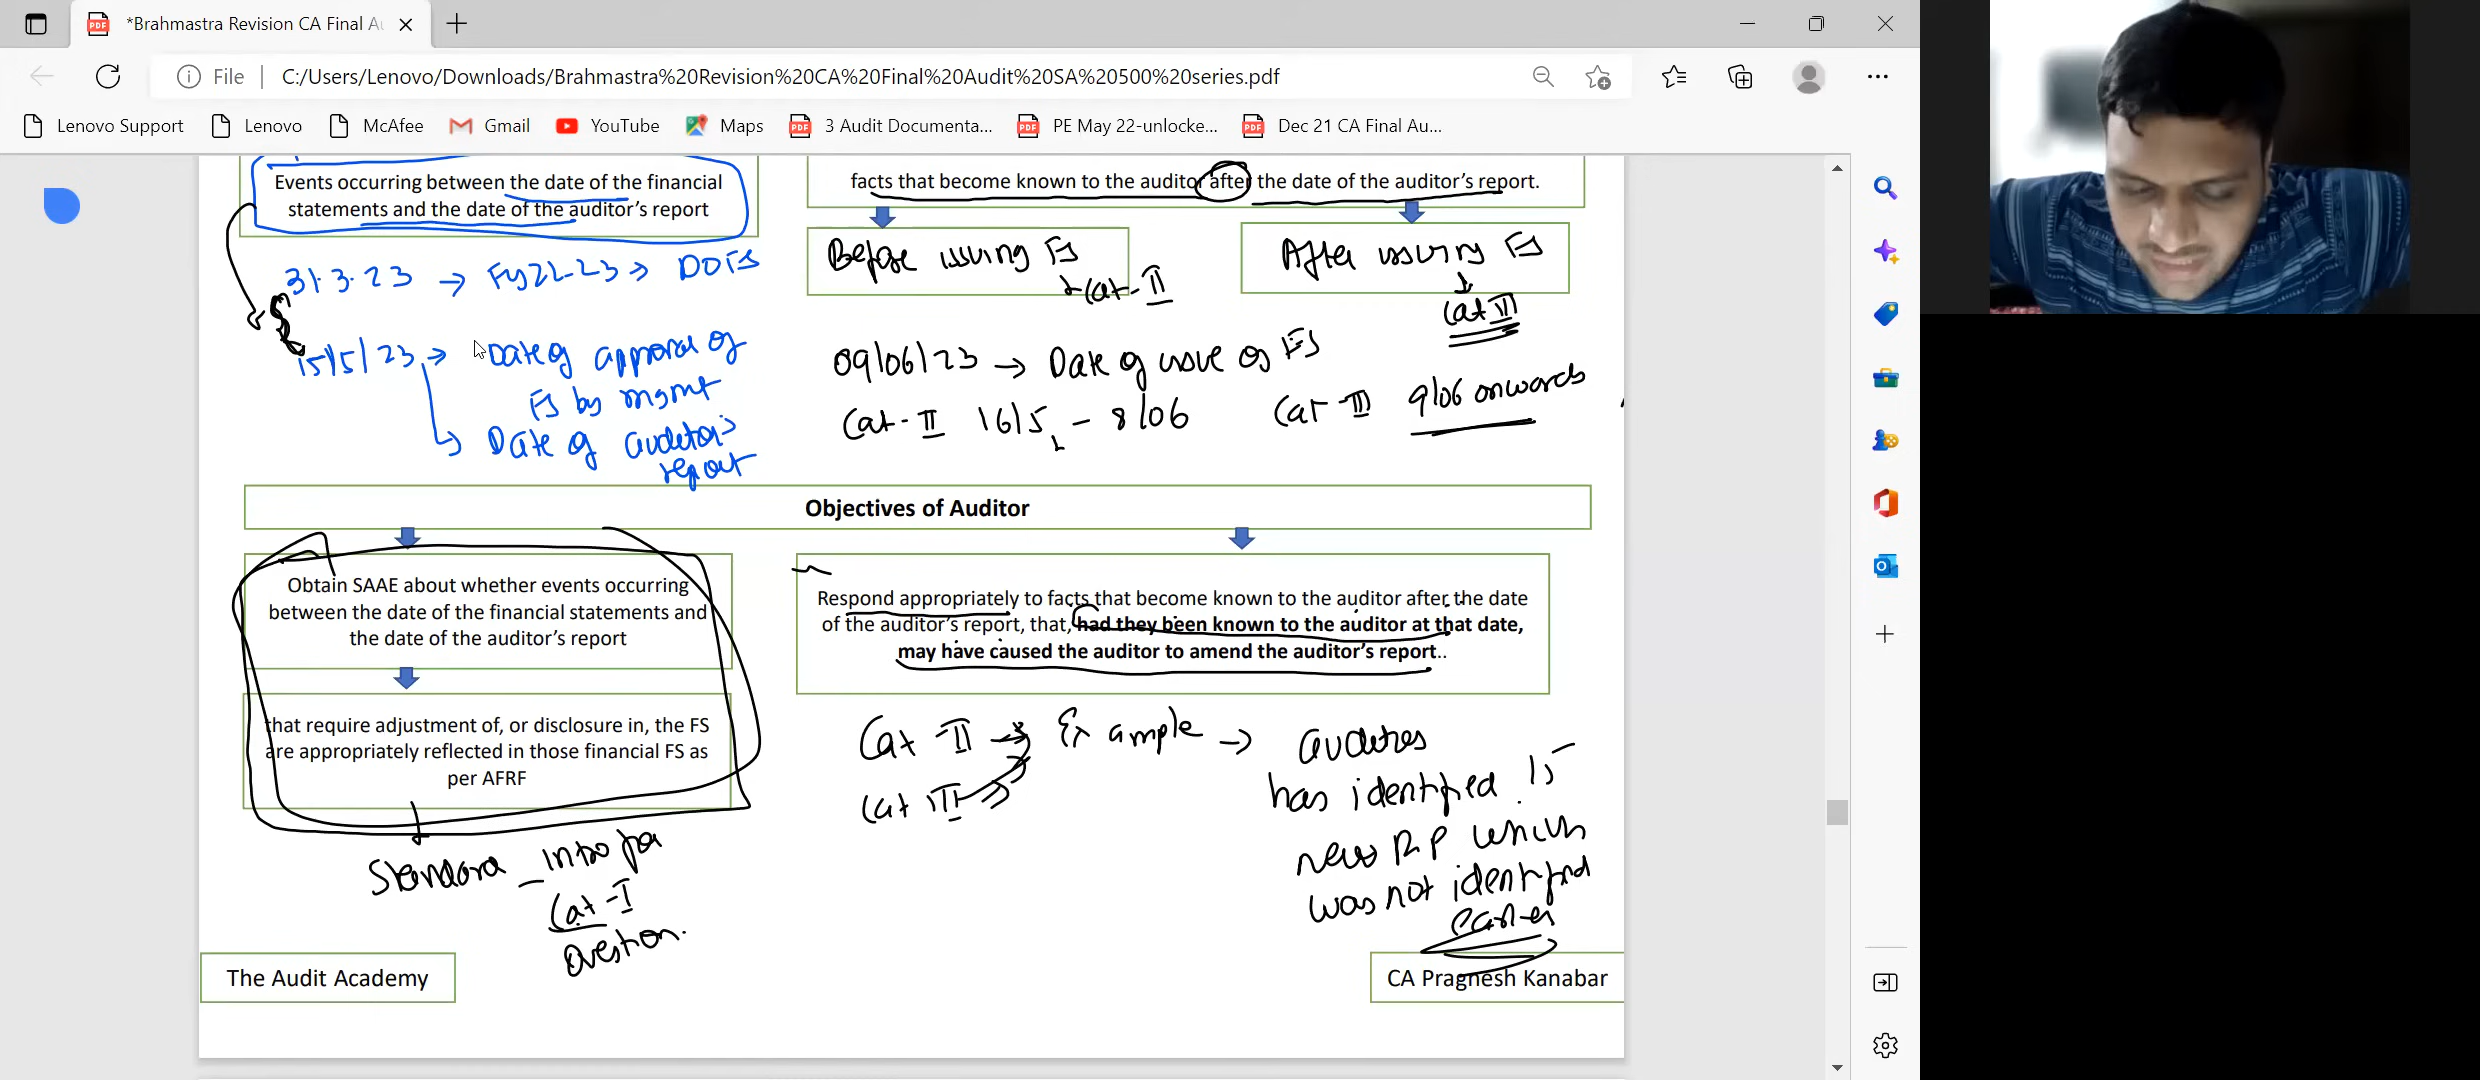 *Brahmastra Revision CA Final Au
File
C:/Users/Lenovo/Downloads/Brahmastra%20Revision%20CA%20Final%20Audit%20SA%20500%20series.pdf
Lenovo Support
Lenovo
McAfee
Gmail
YouTube
Maps
3 Audit Documenta...
PE May 22-unlocke...
Dec 21 CA Final Au...
Events occurring between the date of the financial
statements and the date of the auditor's report
31.3.23 → FY22-23 → DOFS
15/5/23 → Date of approval of
FS by mgmt
Date of auditor's
report
facts that become known to the auditor after the date of the auditor's report.
Before issuing FS
Cat-II
After issuing FS
Cat III
09/06/23 → Date of issue of FS
Cat-II 16/5 - 8/06
Cat-III 9/06 onwards
Objectives of Auditor
Obtain SAAE about whether events occurring
between the date of the financial statements and
the date of the auditor's report
that require adjustment of, or disclosure in, the FS
are appropriately reflected in those financial FS as
per AFRF
Standard - intro para
Cat-I
question.
Respond appropriately to facts that become known to the auditor after the date
of the auditor's report, that, had they been known to the auditor at that date,
may have caused the auditor to amend the auditor's report..
Cat-II → Example → auditors
Cat III
has identified 15
new RP which
was not identified
earlier
The Audit Academy
CA Pragnesh Kanabar